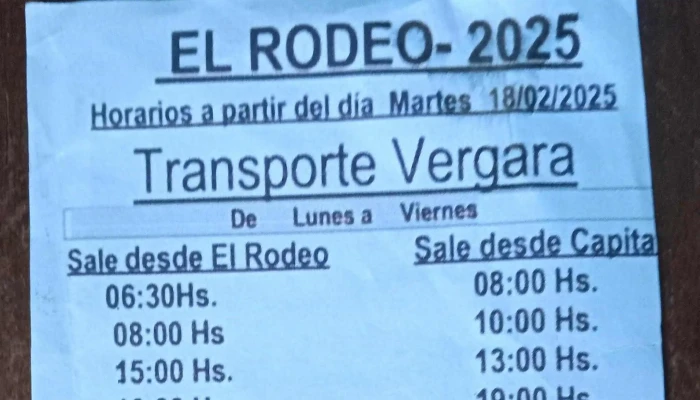 EL RODEO- 2025
Horarios a partir del día Martes 18/02/2025
Transporte Vergara
De Lunes a Viernes
Sale desde El Rodeo Sale desde Capita
06:30Hs. 08:00 Hs.
08:00 Hs 10:00 Hs.
15:00 Hs. 13:00 Hs.